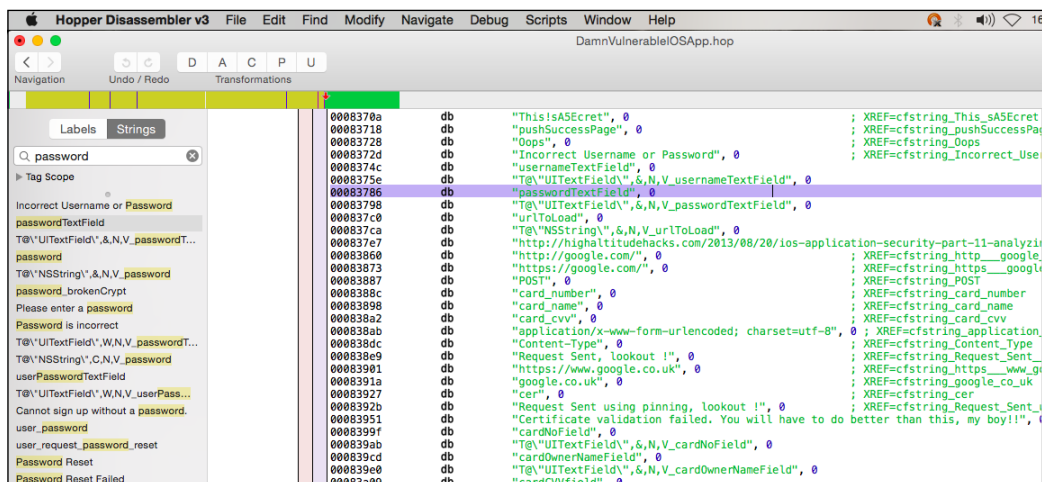 Hopper Disassembler v3 File Edit Find Modify Navigate Debug Scripts Window Help 16
DamnVulnerableIOSApp.hop
D A C P U
Navigation Undo / Redo Transformations
Labels Strings
password
Tag Scope
Incorrect Username or Password
passwordTextField
T@\"UITextField\",&,N,V_passwordT...
password
T@\"NSString\",&,N,V_password
password_brokenCrypt
Please enter a password
Password is incorrect
T@\"UITextField\",W,N,V_passwordT...
T@\"NSString\",C,N,V_password
userPasswordTextField
T@\"UITextField\",W,N,V_userPass...
Cannot sign up without a password.
user_password
user_request_password_reset
Password Reset
Password Reset Failed
0008370a db "This!sA5Ecret", 0 ; XREF=cfstring_This_sA5Ecret
00083718 db "pushSuccessPage", 0 ; XREF=cfstring_pushSuccessPag
00083728 db "Oops", 0 ; XREF=cfstring_Oops
0008372d db "Incorrect Username or Password", 0 ; XREF=cfstring_Incorrect_User
0008374c db "usernameTextField", 0
0008375e db "T@\"UITextField\",&,N,V_usernameTextField", 0
00083786 db "passwordTextField", 0
00083798 db "T@\"UITextField\",&,N,V_passwordTextField", 0
000837c0 db "urlToLoad", 0
000837ca db "T@\"NSString\",&,N,V_urlToLoad", 0
000837e7 db "http://highaltitudehacks.com/2013/08/20/ios-application-security-part-11-analyzin
00083860 db "http://google.com/", 0 ; XREF=cfstring_http___google_
00083873 db "https://google.com/", 0 ; XREF=cfstring_https___google
00083887 db "POST", 0 ; XREF=cfstring_POST
0008388c db "card_number", 0 ; XREF=cfstring_card_number
00083898 db "card_name", 0 ; XREF=cfstring_card_name
000838a2 db "card_cvv", 0 ; XREF=cfstring_card_cvv
000838ab db "application/x-www-form-urlencoded; charset=utf-8", 0 ; XREF=cfstring_application_
000838dc db "Content-Type", 0 ; XREF=cfstring_Content_Type
000838e9 db "Request Sent, lookout !", 0 ; XREF=cfstring_Request_Sent__
00083901 db "https://www.google.co.uk", 0 ; XREF=cfstring_https___www_go
0008391a db "google.co.uk", 0 ; XREF=cfstring_google_co_uk
00083927 db "cer", 0 ; XREF=cfstring_cer
0008392b db "Request Sent using pinning, lookout !", 0 ; XREF=cfstring_Request_Sent_u
00083951 db "Certificate validation failed. You will have to do better than this, my boy!!", 0
0008399f db "cardNoField", 0
000839ab db "T@\"UITextField\",&,N,V_cardNoField", 0
000839cd db "cardOwnerNameField", 0
000839e0 db "T@\"UITextField\",&,N,V_cardOwnerNameField", 0
00083a09 db "cardCVVField", 0